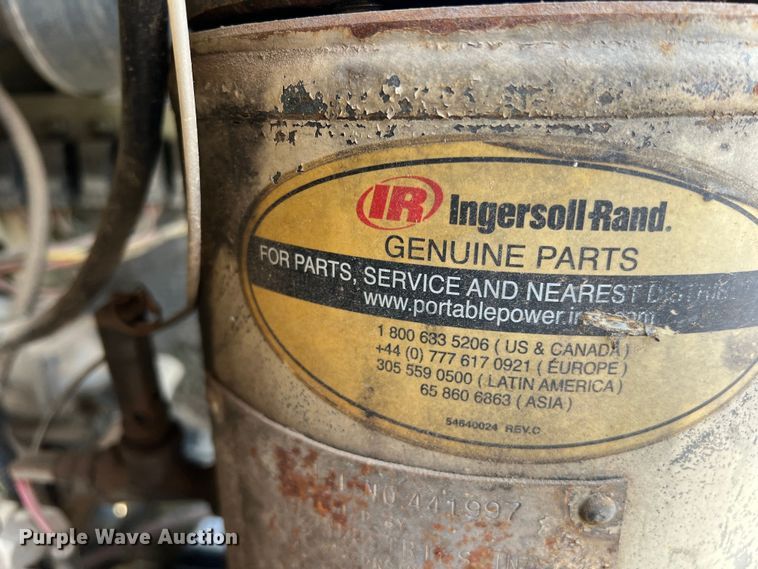 IR Ingersoll-Rand.
GENUINE PARTS
FOR PARTS, SERVICE AND NEAREST
www.portablepower.
1 800 633 5206 ( US & CANADA )
+44 (0) 777 617 0921 ( EUROPE )
305 559 0500 ( LATIN AMERICA )
65 860 6863 ( ASIA )
54640024 REV.C
NO. 441997
Purple Wave Auction